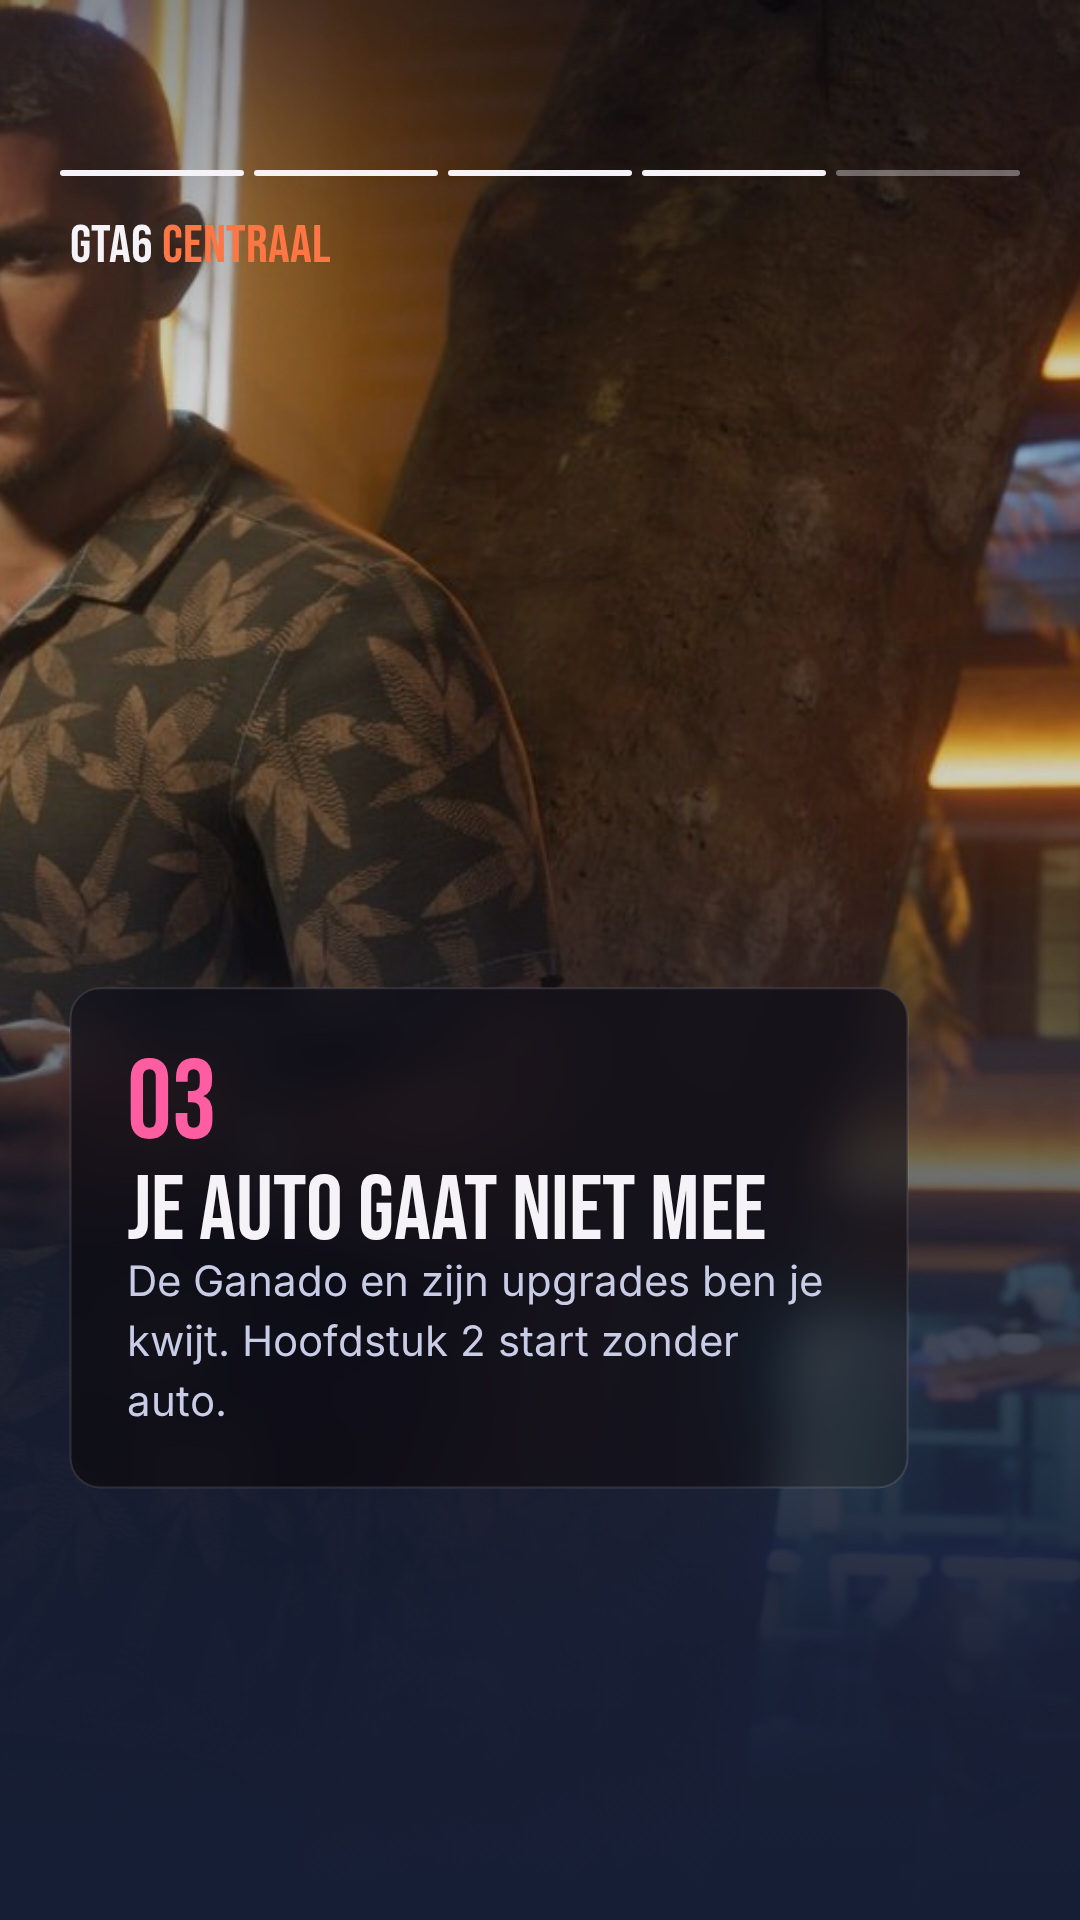 GTA6 CENTRAAL
03
JE AUTO GAAT NIET MEE
De Ganado en zijn upgrades ben je
kwijt. Hoofdstuk 2 start zonder
auto.